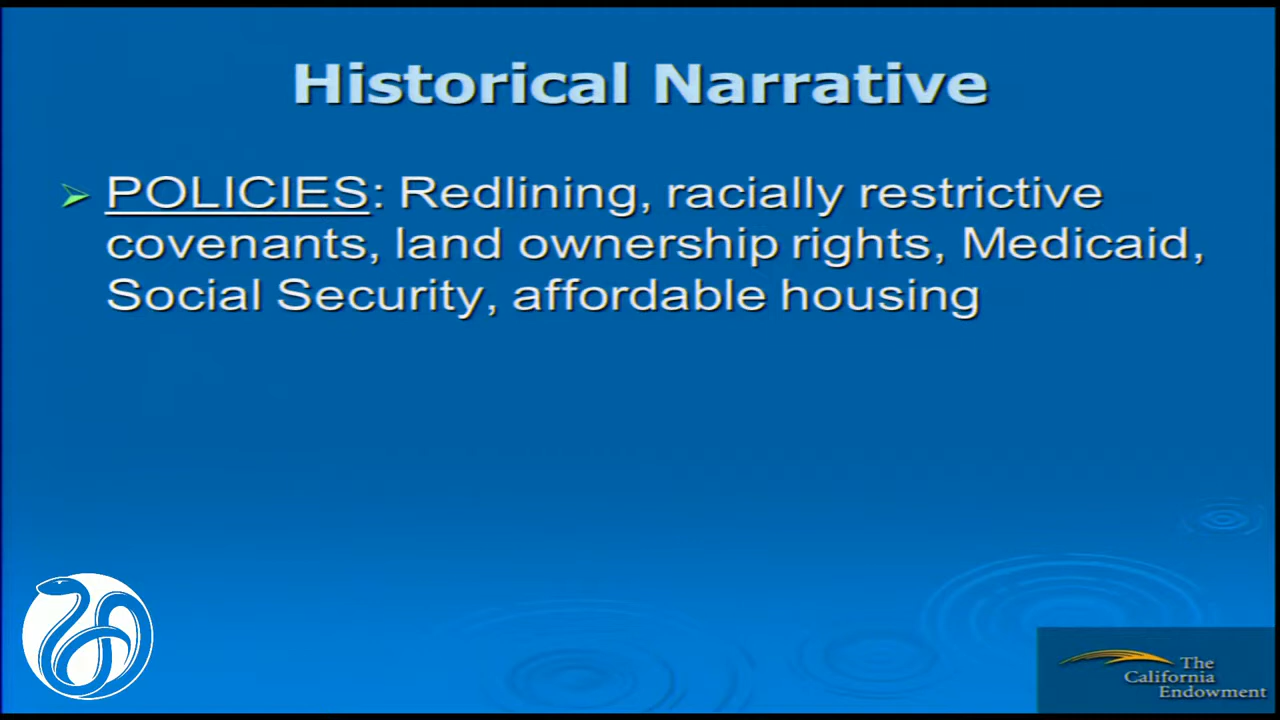 Historical Narrative
POLICIES: Redlining, racially restrictive
covenants, land ownership rights, Medicaid,
Social Security, affordable housing
The
California
Endowment